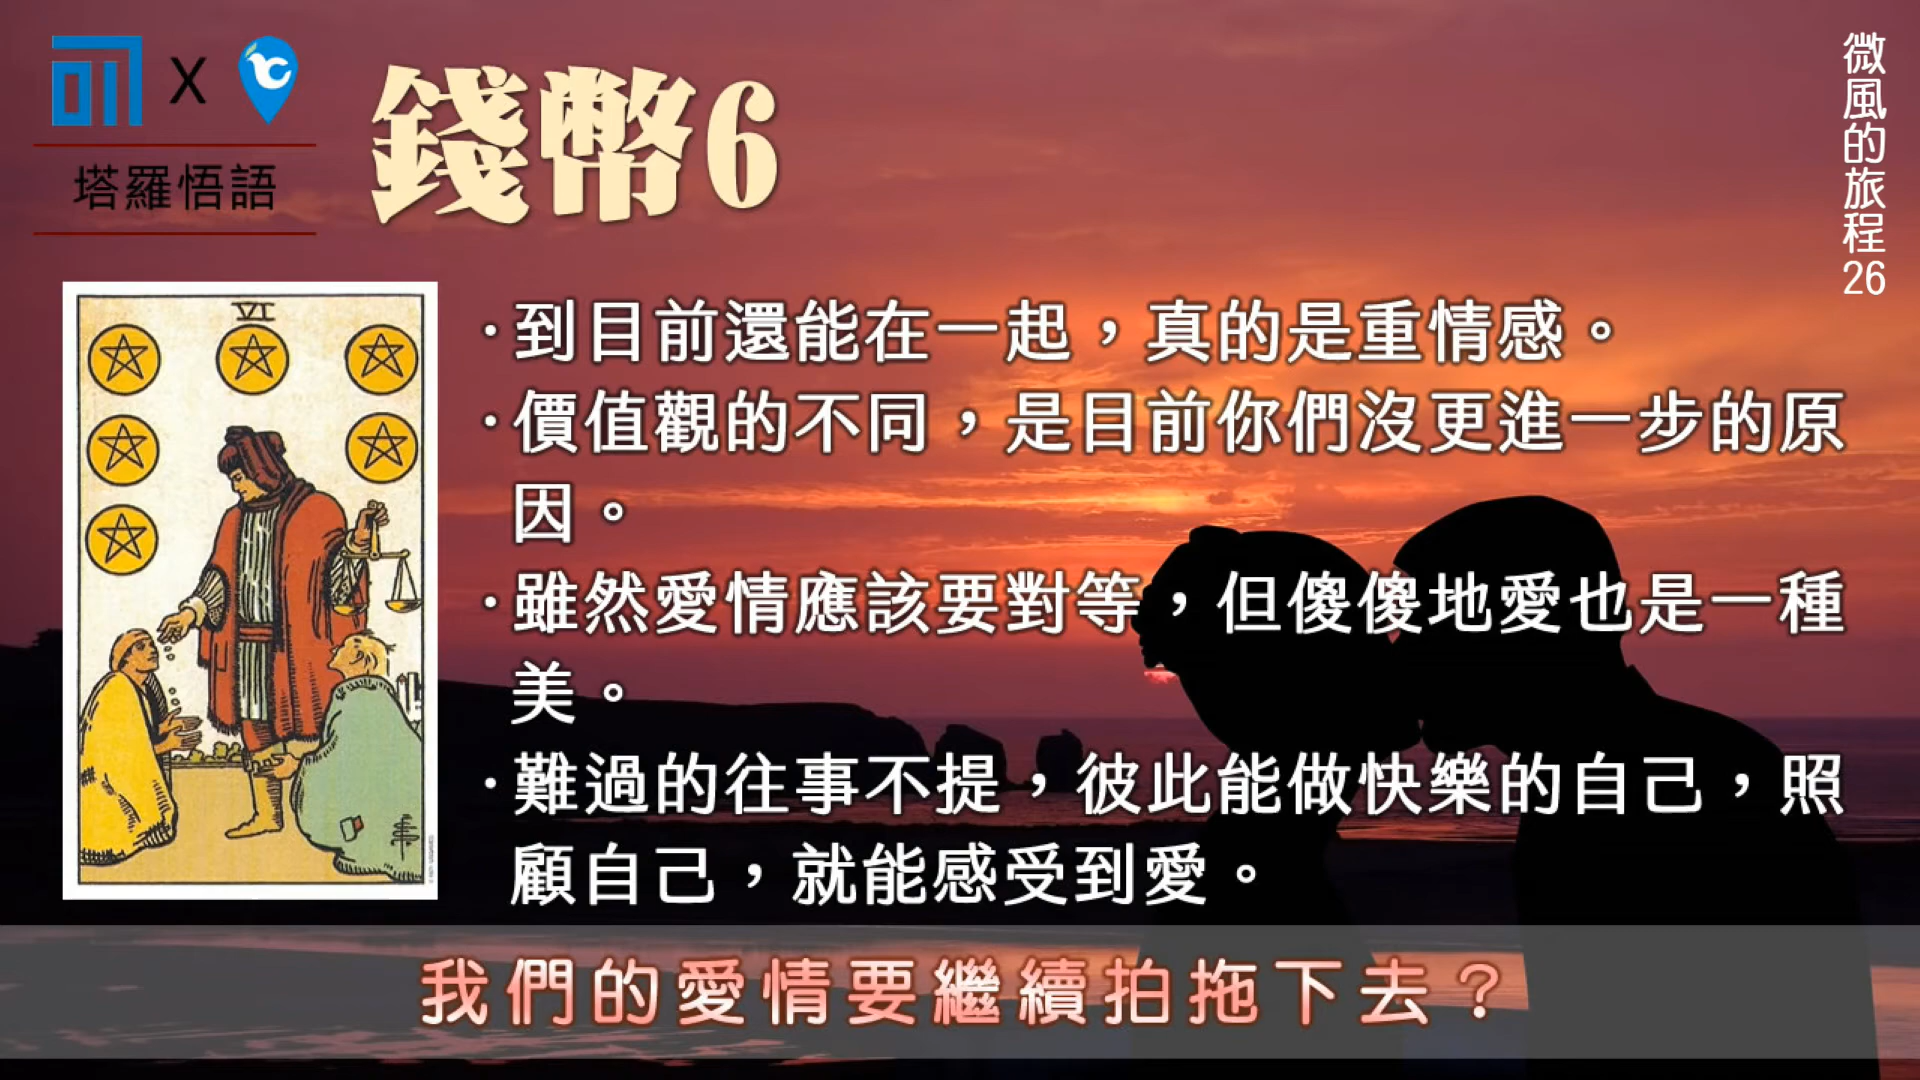 X
塔羅悟語
錢幣6
微風的旅程26
VI
·到目前還能在一起，真的是重情感。
·價值觀的不同，是目前你們沒更進一步的原
因。
·雖然愛情應該要對等，但傻傻地愛也是一種
美。
·難過的往事不提，彼此能做快樂的自己，照
顧自己，就能感受到愛。
我們的愛情要繼續拍拖下去？